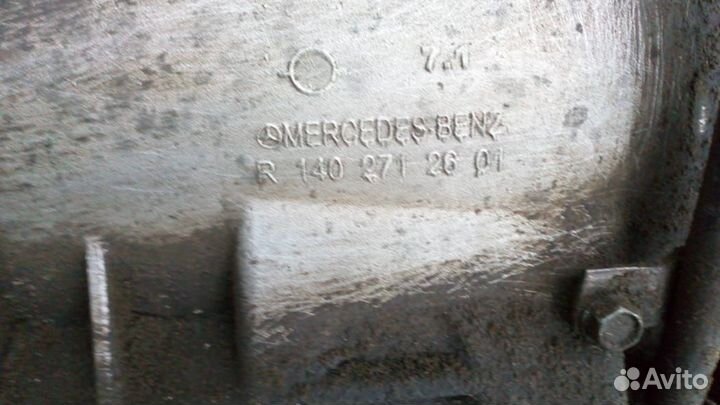 7.1
MERCEDES-BENZ
R 140 271 26 01
Avito